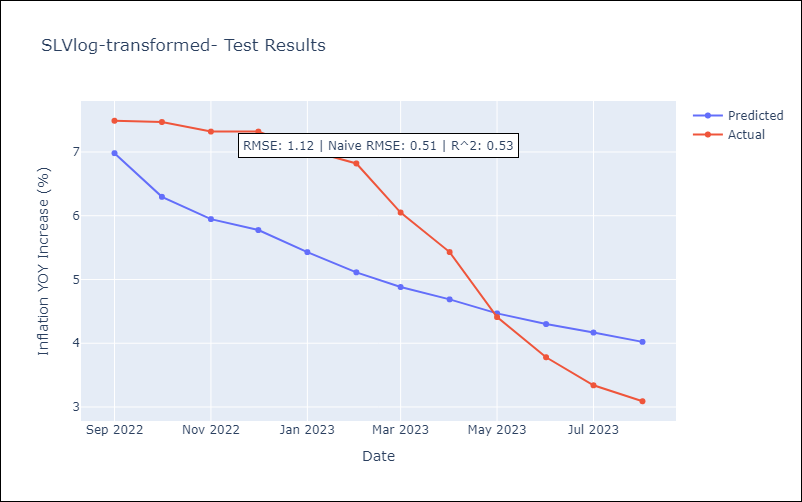 SLVlog-transformed- Test Results
Predicted
Actual
RMSE: 1.12 | Naive RMSE: 0.51 | R^2: 0.53
Inflation YOY Increase (%)
7
6
5
4
3
Sep 2022 Nov 2022 Jan 2023 Mar 2023 May 2023 Jul 2023
Date